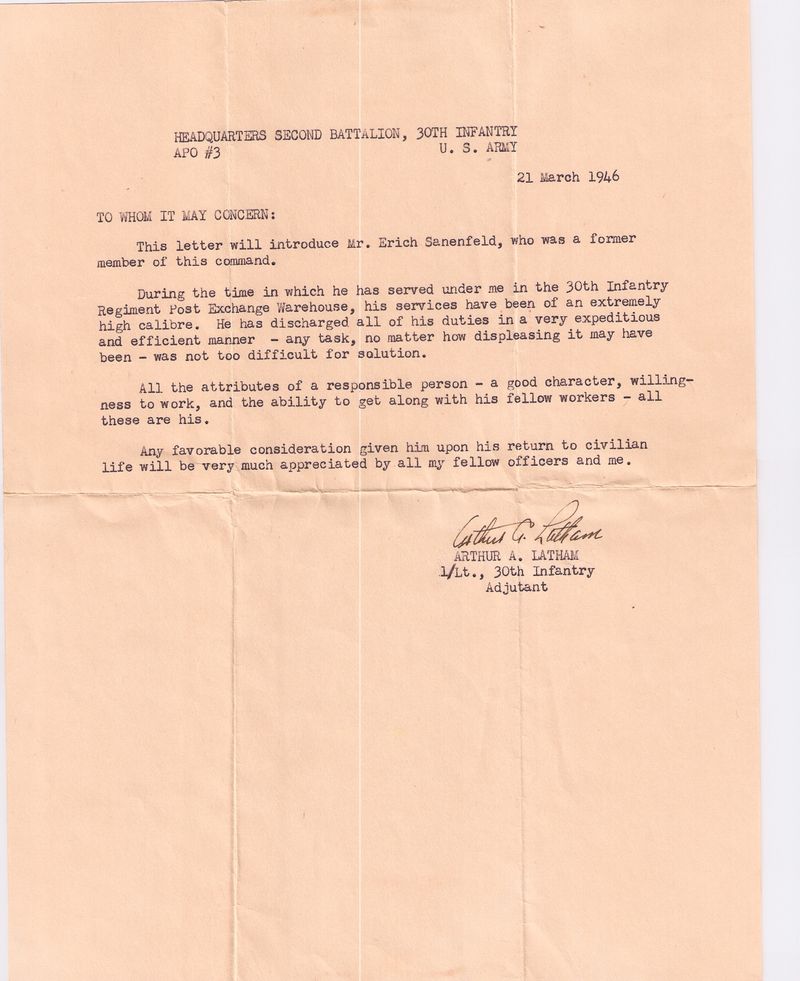 HEADQUARTERS SECOND BATTALION, 30TH INFANTRY
APO #3 U. S. ARMY
21 March 1946
TO WHOM IT MAY CONCERN:
This letter will introduce Mr. Erich Sanenfeld, who was a former
member of this command.
During the time in which he has served under me in the 30th Infantry
Regiment Post Exchange Warehouse, his services have been of an extremely
high calibre. He has discharged all of his duties in a very expeditious
and efficient manner - any task, no matter how displeasing it may have
been - was not too difficult for solution.
All the attributes of a responsible person - a good character, willing-
ness to work, and the ability to get along with his fellow workers - all
these are his.
Any favorable consideration given him upon his return to civilian
life will be very much appreciated by all my fellow officers and me.
Arthur A. Latham
ARTHUR A. LATHAM
1/Lt., 30th Infantry
Adjutant